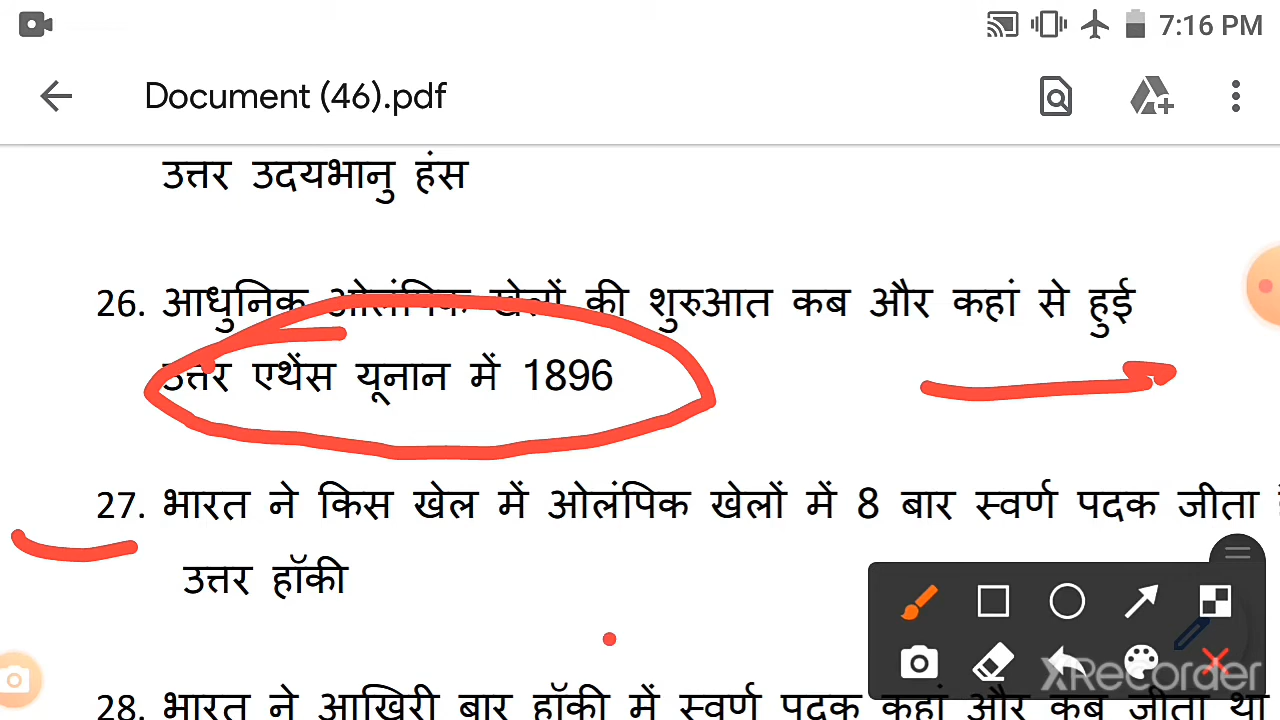 7:16 PM
Document (46).pdf
उत्तर उदयभानु हंस
26. आधुनिक ओलंपिक खेलों की शुरुआत कब और कहां से हुई
उत्तर एथेंस यूनान में 1896
27. भारत ने किस खेल में ओलंपिक खेलों में 8 बार स्वर्ण पदक जीता
उत्तर हॉकी
28. भारत ने आखिरी बार हॉकी में स्वर्ण पदक कहां और कब जीता था
XRecorder